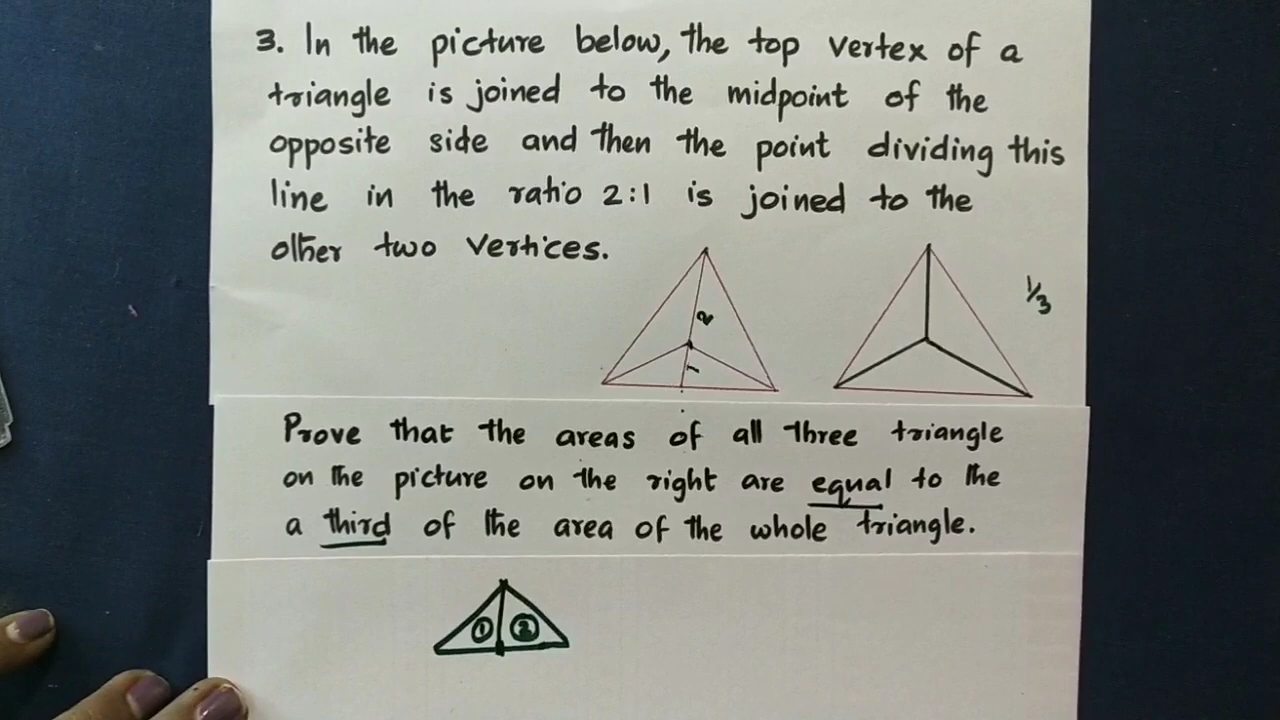 3. In the picture below, the top vertex of a
triangle is joined to the midpoint of the
opposite side and then the point dividing this
line in the ratio 2:1 is joined to the
other two vertices.
2
1
1/3
Prove that the areas of all three triangle
on the picture on the right are equal to the
a third of the area of the whole triangle.
① ②